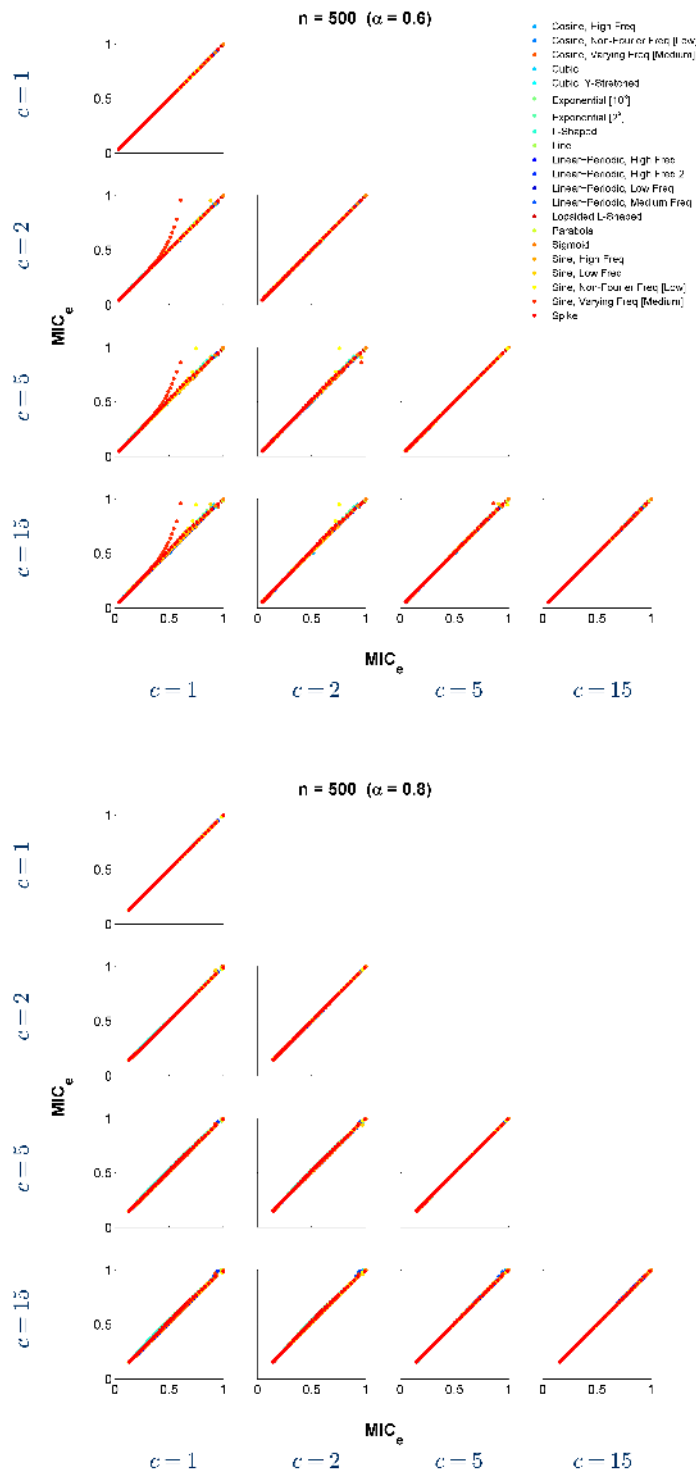 n = 500 (α = 0.6)
Cosine, High Freq
Cosine, Non-Fourier Freq [Low]
Cosine, Varying Freq [Medium]
Cubic
Cubic, Y-Stretched
Exponential [10^x]
Exponential [2^x]
L-Shaped
Line
Linear-Periodic, High Freq
Linear-Periodic, High Freq 2
Linear-Periodic, Low Freq
Linear-Periodic, Medium Freq
Lopsided L-Shaped
Parabola
Sigmoid
Sine, High Freq
Sine, Low Freq
Sine, Non-Fourier Freq [Low]
Sine, Varying Freq [Medium]
Spike
c = 1
1
0.5
0
c = 2
1
0.5
0
MIC_e
c = 5
1
0.5
0
c = 15
1
0.5
0
0 0.5 1 0 0.5 1 0 0.5 1 0 0.5 1
MIC_e
c = 1 c = 2 c = 5 c = 15
n = 500 (α = 0.8)
c = 1
1
0.5
0
c = 2
1
0.5
0
MIC_e
c = 5
1
0.5
0
c = 15
1
0.5
0
0 0.5 1 0 0.5 1 0 0.5 1 0 0.5 1
MIC_e
c = 1 c = 2 c = 5 c = 15